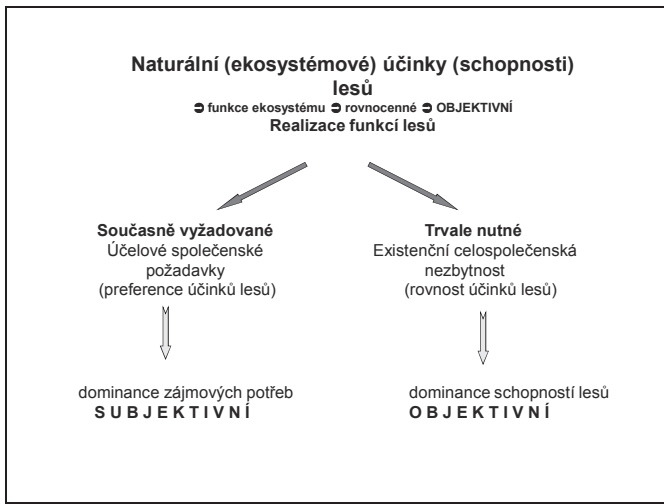 Naturální (ekosystémové) účinky (schopnosti)
lesů
➲ funkce ekosystému ➲ rovnocenné ➲ OBJEKTIVNÍ
Realizace funkcí lesů
Současně vyžadované
Účelové společenské
požadavky
(preference účinků lesů)
Trvale nutné
Existenční celospolečenská
nezbytnost
(rovnost účinků lesů)
dominance zájmových potřeb
S U B J E K T I V N Í
dominance schopností lesů
O B J E K T I V N Í